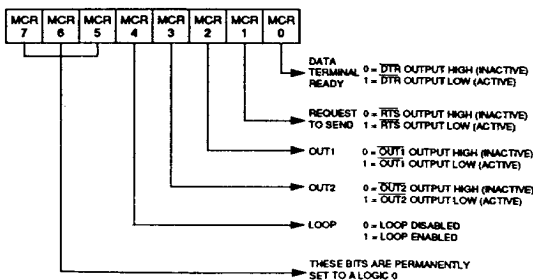 MCR 7 MCR 6 MCR 5 MCR 4 MCR 3 MCR 2 MCR 1 MCR 0
DATA TERMINAL READY
0 = DTR OUTPUT HIGH (INACTIVE)
1 = DTR OUTPUT LOW (ACTIVE)
REQUEST TO SEND
0 = RTS OUTPUT HIGH (INACTIVE)
1 = RTS OUTPUT LOW (ACTIVE)
OUT1
0 = OUT1 OUTPUT HIGH (INACTIVE)
1 = OUT1 OUTPUT LOW (ACTIVE)
OUT2
0 = OUT2 OUTPUT HIGH (INACTIVE)
1 = OUT2 OUTPUT LOW (ACTIVE)
LOOP
0 = LOOP DISABLED
1 = LOOP ENABLED
THESE BITS ARE PERMANENTLY
SET TO A LOGIC 0